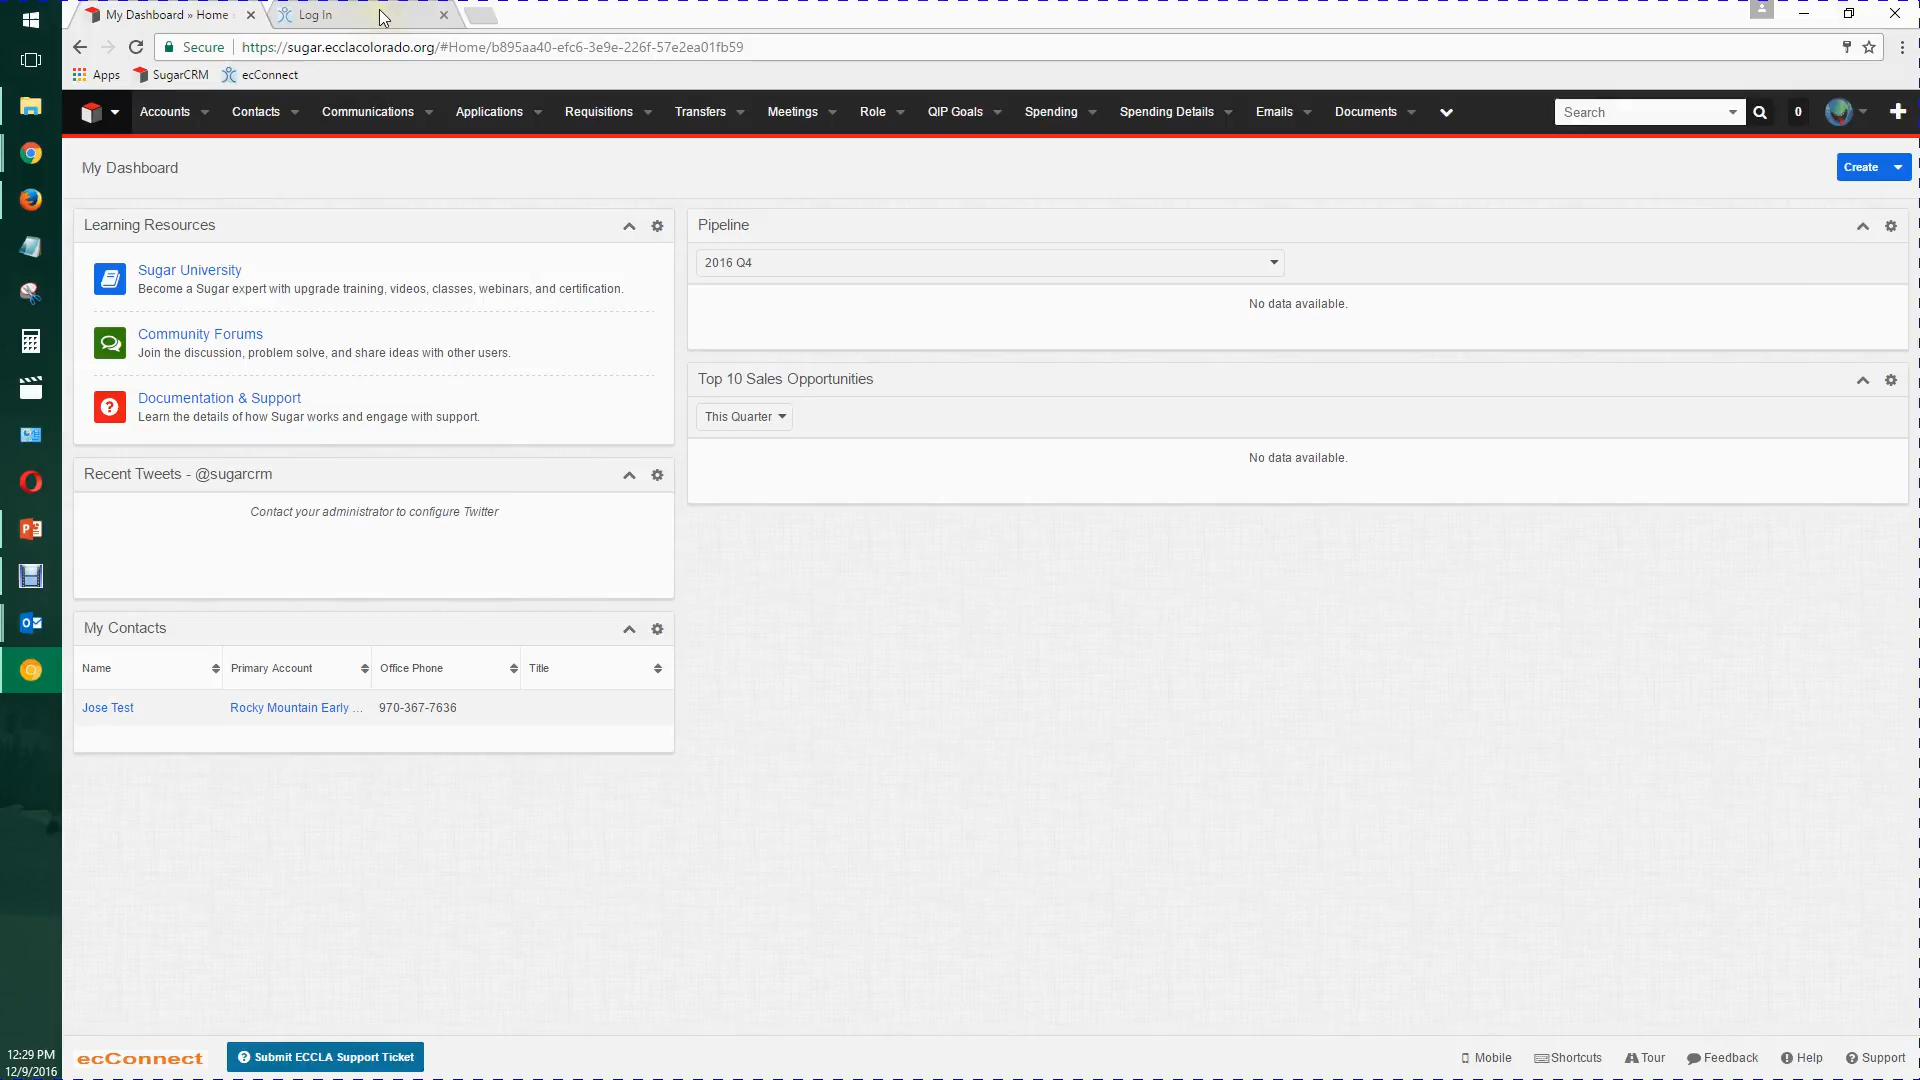 My Dashboard » Home
Log In
Secure
https://sugar.ecclacolorado.org/#Home/b895aa40-efc6-3e9e-226f-57e2ea01fb59
Apps SugarCRM ecConnect
Accounts Contacts Communications Applications Requisitions Transfers Meetings Role QIP Goals Spending Spending Details Emails Documents Search 0
My Dashboard
Create
Learning Resources
Sugar University
Become a Sugar expert with upgrade training, videos, classes, webinars, and certification.
Community Forums
Join the discussion, problem solve, and share ideas with other users.
Documentation & Support
Learn the details of how Sugar works and engage with support.
Recent Tweets - @sugarcrm
Contact your administrator to configure Twitter
My Contacts
Name Primary Account Office Phone Title
Jose Test Rocky Mountain Early ... 970-367-7636
Pipeline
2016 Q4
No data available.
Top 10 Sales Opportunities
This Quarter
No data available.
ecConnect
Submit ECCLA Support Ticket
Mobile Shortcuts Tour Feedback Help Support
12:29 PM
12/9/2016